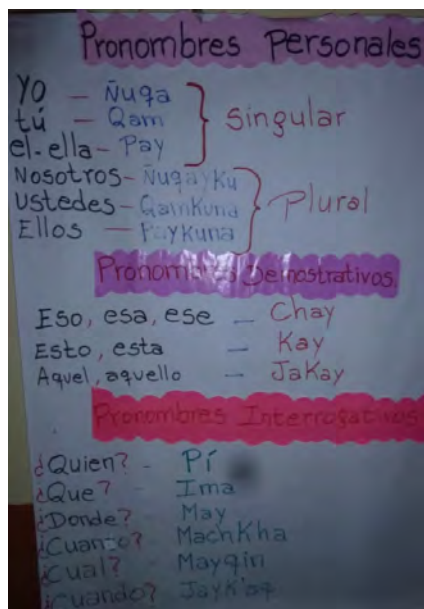 Pronombres Personales
Yo — Ñuqa
tú — Qam
el-ella- Pay
Singular
Nosotros- Ñuqayku
Ustedes- Qamkuna
Ellos — Paykuna
Plural
Pronombres Demostrativos.
Eso, esa, ese — Chay
Esto, esta — Kay
Aquel, aquello - Jakay
Pronombres Interrogativos
¿Quien? - Pí
¿Que? - Ima
¿Donde? May
¿Cuanto? Machkha
¿Cual? Mayqin
¿Cuando? Jayk'aq